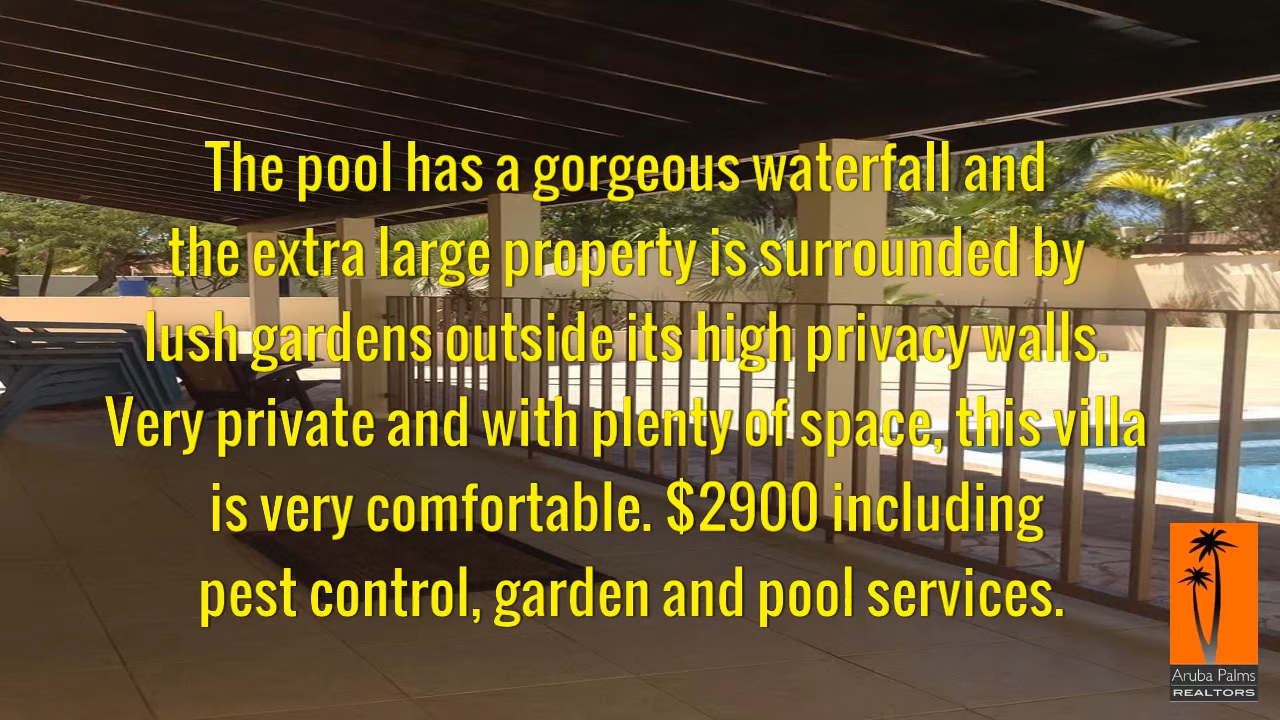 The pool has a gorgeous waterfall and
the extra large property is surrounded by
lush gardens outside its high privacy walls.
Very private and with plenty of space, this villa
is very comfortable. $2900 including
pest control, garden and pool services.
Aruba Palms
REALTORS